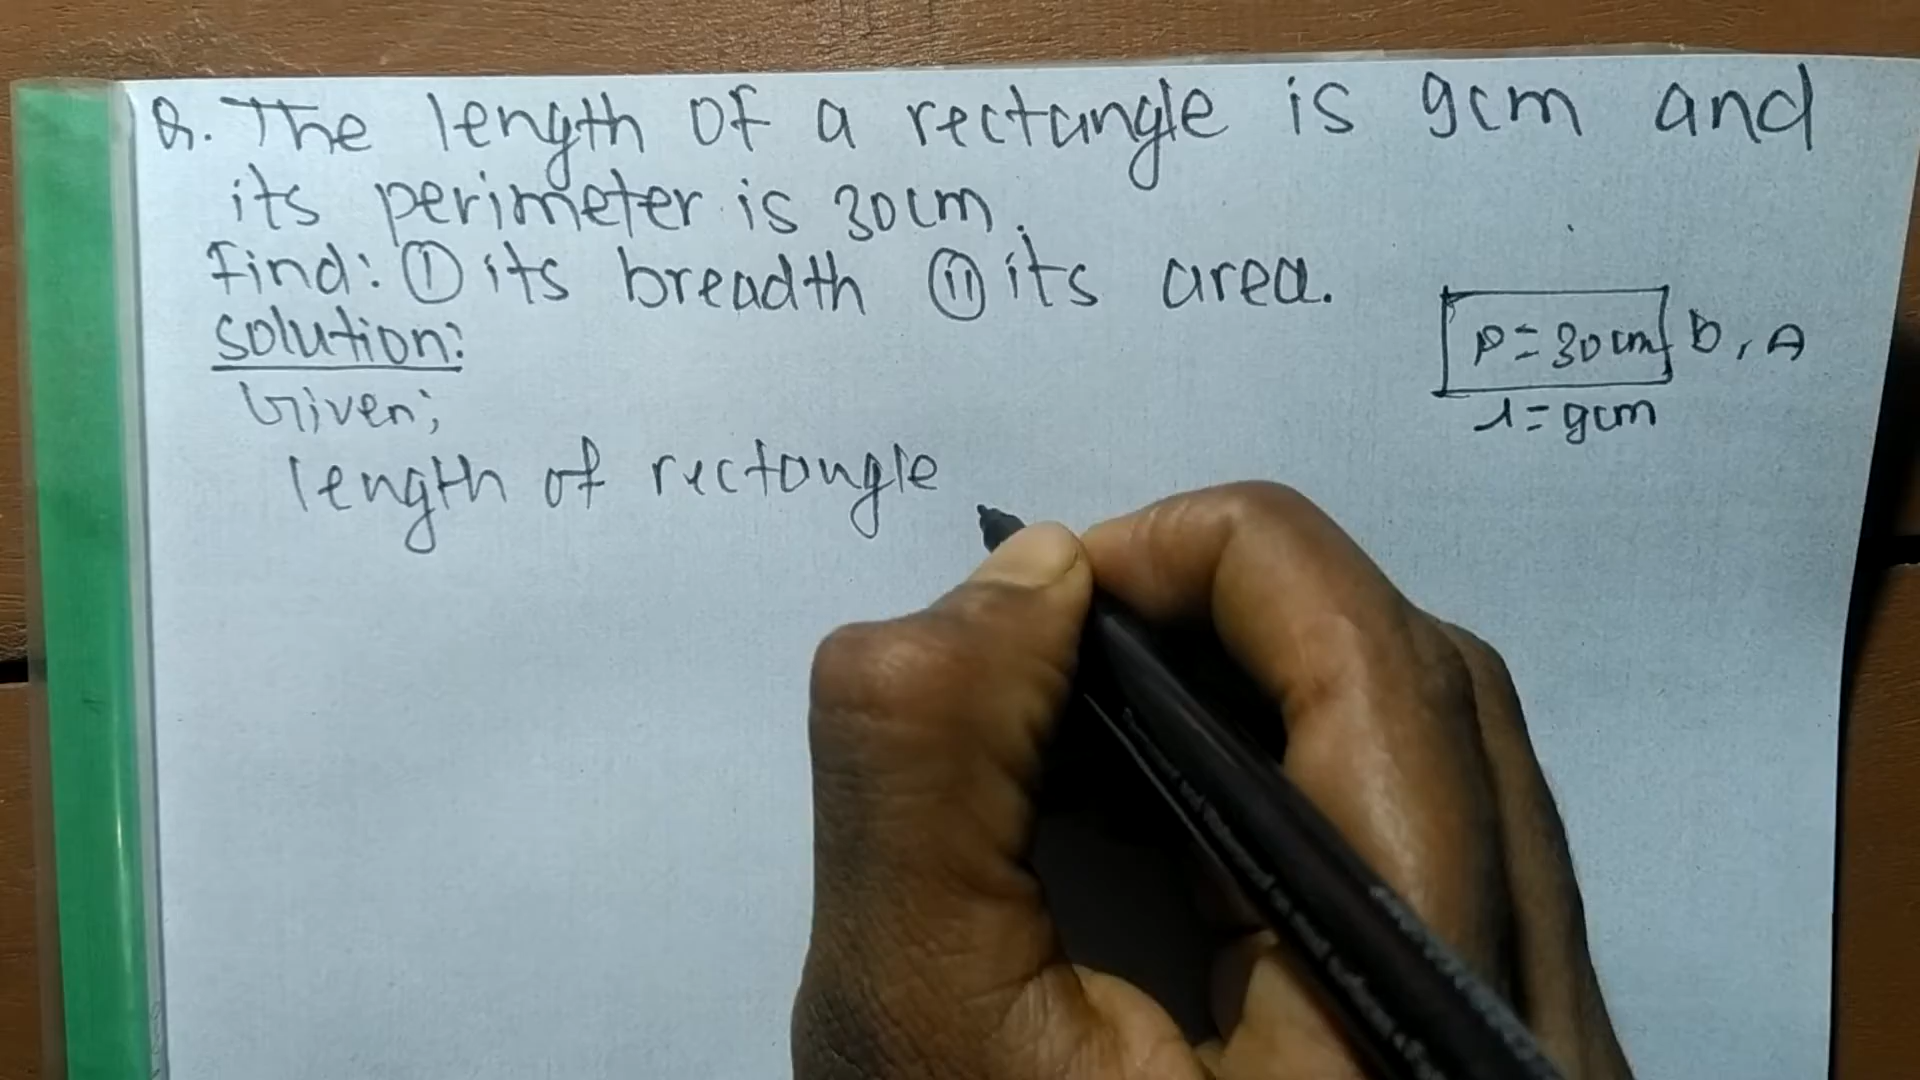 Q. The length of a rectangle is 9cm and
its perimeter is 30cm.
Find: (i) its breadth (ii) its area.
Solution:
Given;
length of rectangle
P = 30cm b, A
l = 9cm